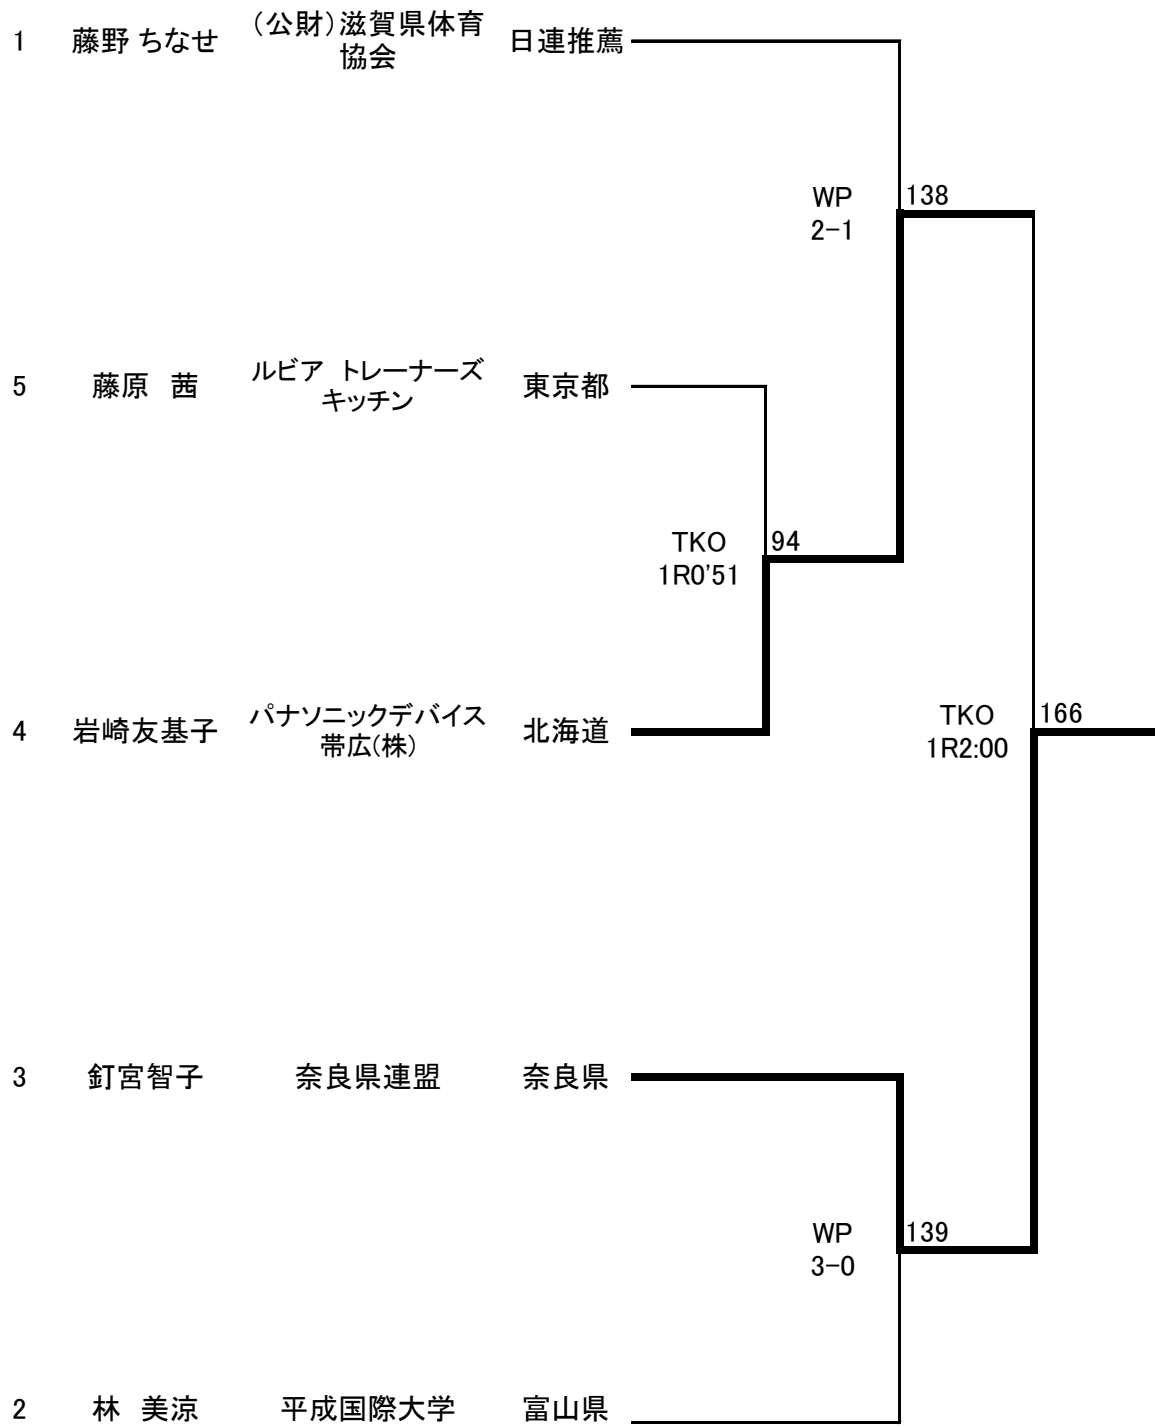 1 藤野 ちなせ （公財）滋賀県体育 日連推薦
協会
WP 138
2-1
5 藤原　茜 ルビア　トレーナーズ 東京都
キッチン
TKO 94
1R0'51
4 岩崎友基子 パナソニックデバイス 北海道
帯広(株)
TKO 166
1R2:00
3 釘宮智子 奈良県連盟 奈良県
WP 139
3-0
2 林　美涼 平成国際大学 富山県